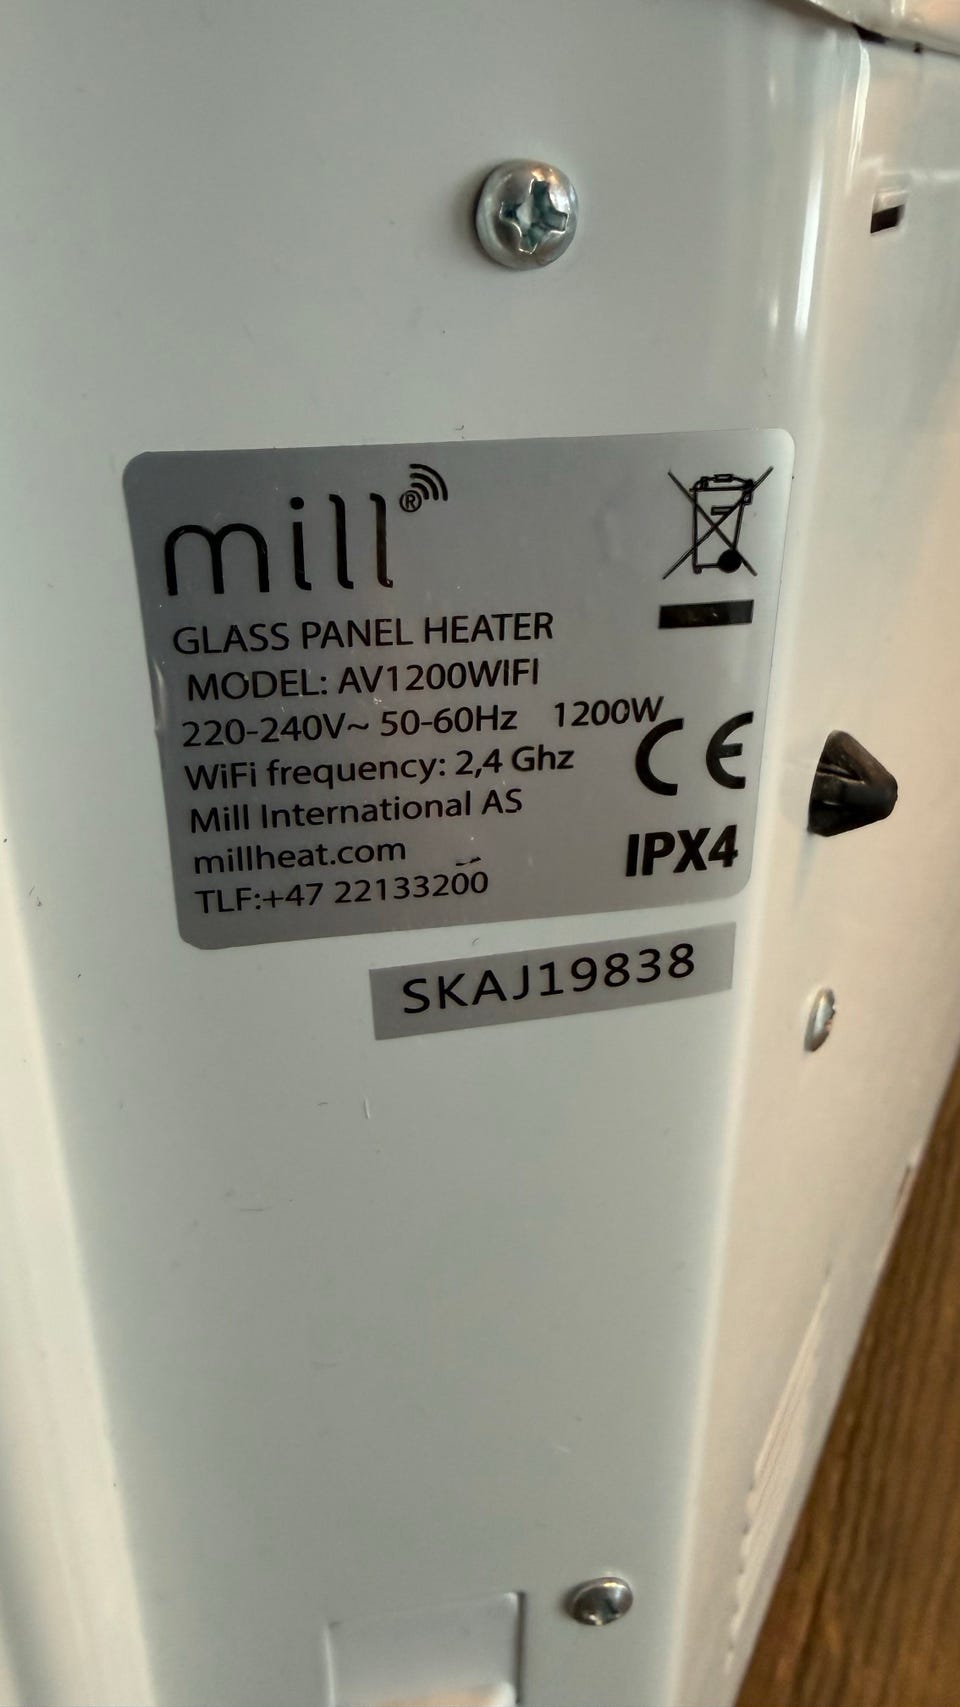 mill®
GLASS PANEL HEATER
MODEL: AV1200WIFI
220-240V~ 50-60Hz 1200W
WiFi frequency: 2,4 Ghz
Mill International AS
millheat.com
TLF:+47 22133200
CE
IPX4
SKAJ19838